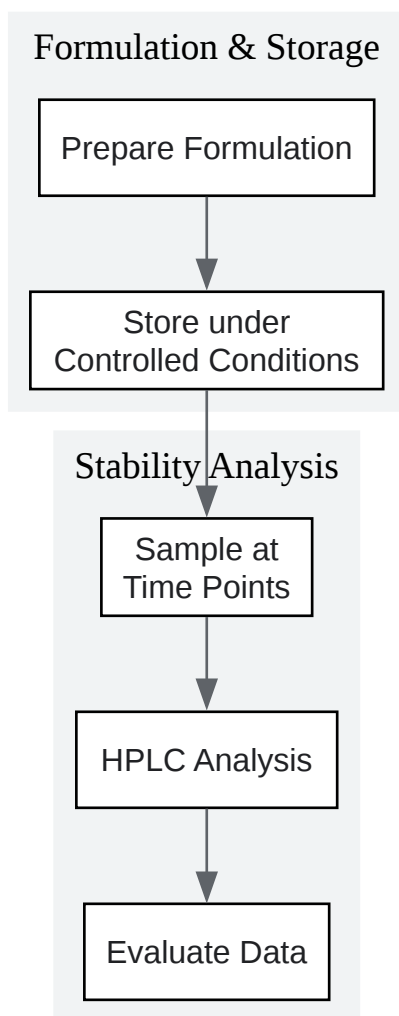 Formulation & Storage
Prepare Formulation
Store under
Controlled Conditions
Stability Analysis
Sample at
Time Points
HPLC Analysis
Evaluate Data